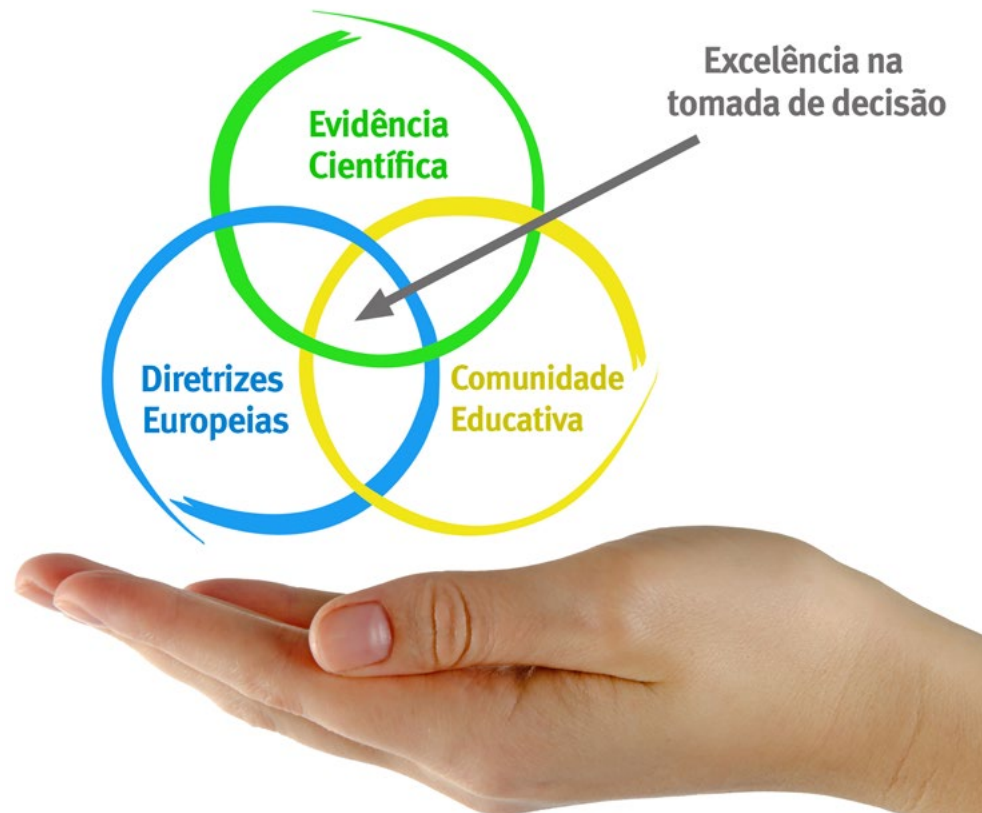 Excelência na
tomada de decisão
Evidência
Científica
Diretrizes
Europeias
Comunidade
Educativa